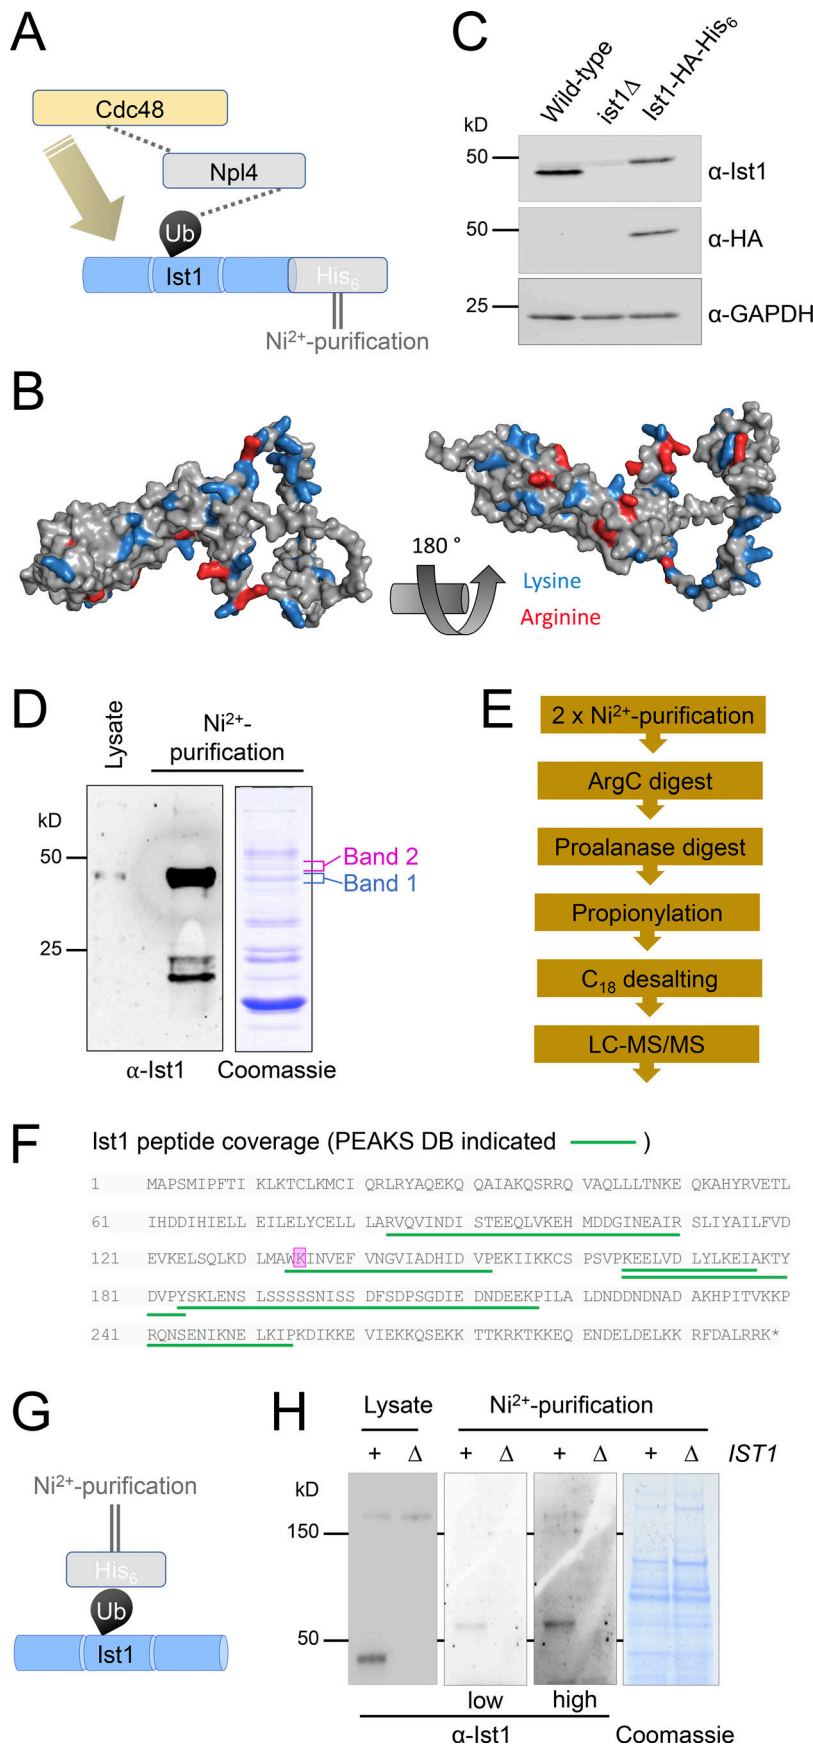 A
Cdc48
Npl4
Ub
Ist1
His6
Ni2+-purification
C
Wild-type
ist1Δ
Ist1-HA-His6
kD
50
α-Ist1
50
α-HA
25
α-GAPDH
B
180 °
Lysine
Arginine
D
Lysate
Ni2+-
purification
kD
50
Band 2
Band 1
25
α-Ist1
Coomassie
E
2 x Ni2+-purification
ArgC digest
Proalanase digest
Propionylation
C18 desalting
LC-MS/MS
F
Ist1 peptide coverage (PEAKS DB indicated )
1 MAPSMIPFTI KLKTCLKMCI QRLRYAQEKQ QAIAKQSRRQ VAQLLLTNKE QKAHYRVETL
61 IHDDIHIELL EILELYCELL LARVQVINDI STEEQLVKEH MDDGINEAIR SLIYAILFVD
121 EVKELSQLKD LMAWKINVEF VNGVIADHID VPEKIIKKCS PSVPKEELVD LYLKEIAKTY
181 DVPYSKLENS LSSSSSNISS DFSDPSGDIE DNDEEKPILA LDNDDNDNAD AKHPITVKKP
241 RQNSENIKNE LKIPKDIKKE VIEKKQSEKK TTKRKTKKEQ ENDELDELKK RFDALRRK*
G
Ni2+-purification
His6
Ub
Ist1
H
Lysate
Ni2+-purification
+ Δ + Δ + Δ + Δ IST1
kD
150
50
low
high
α-Ist1
Coomassie